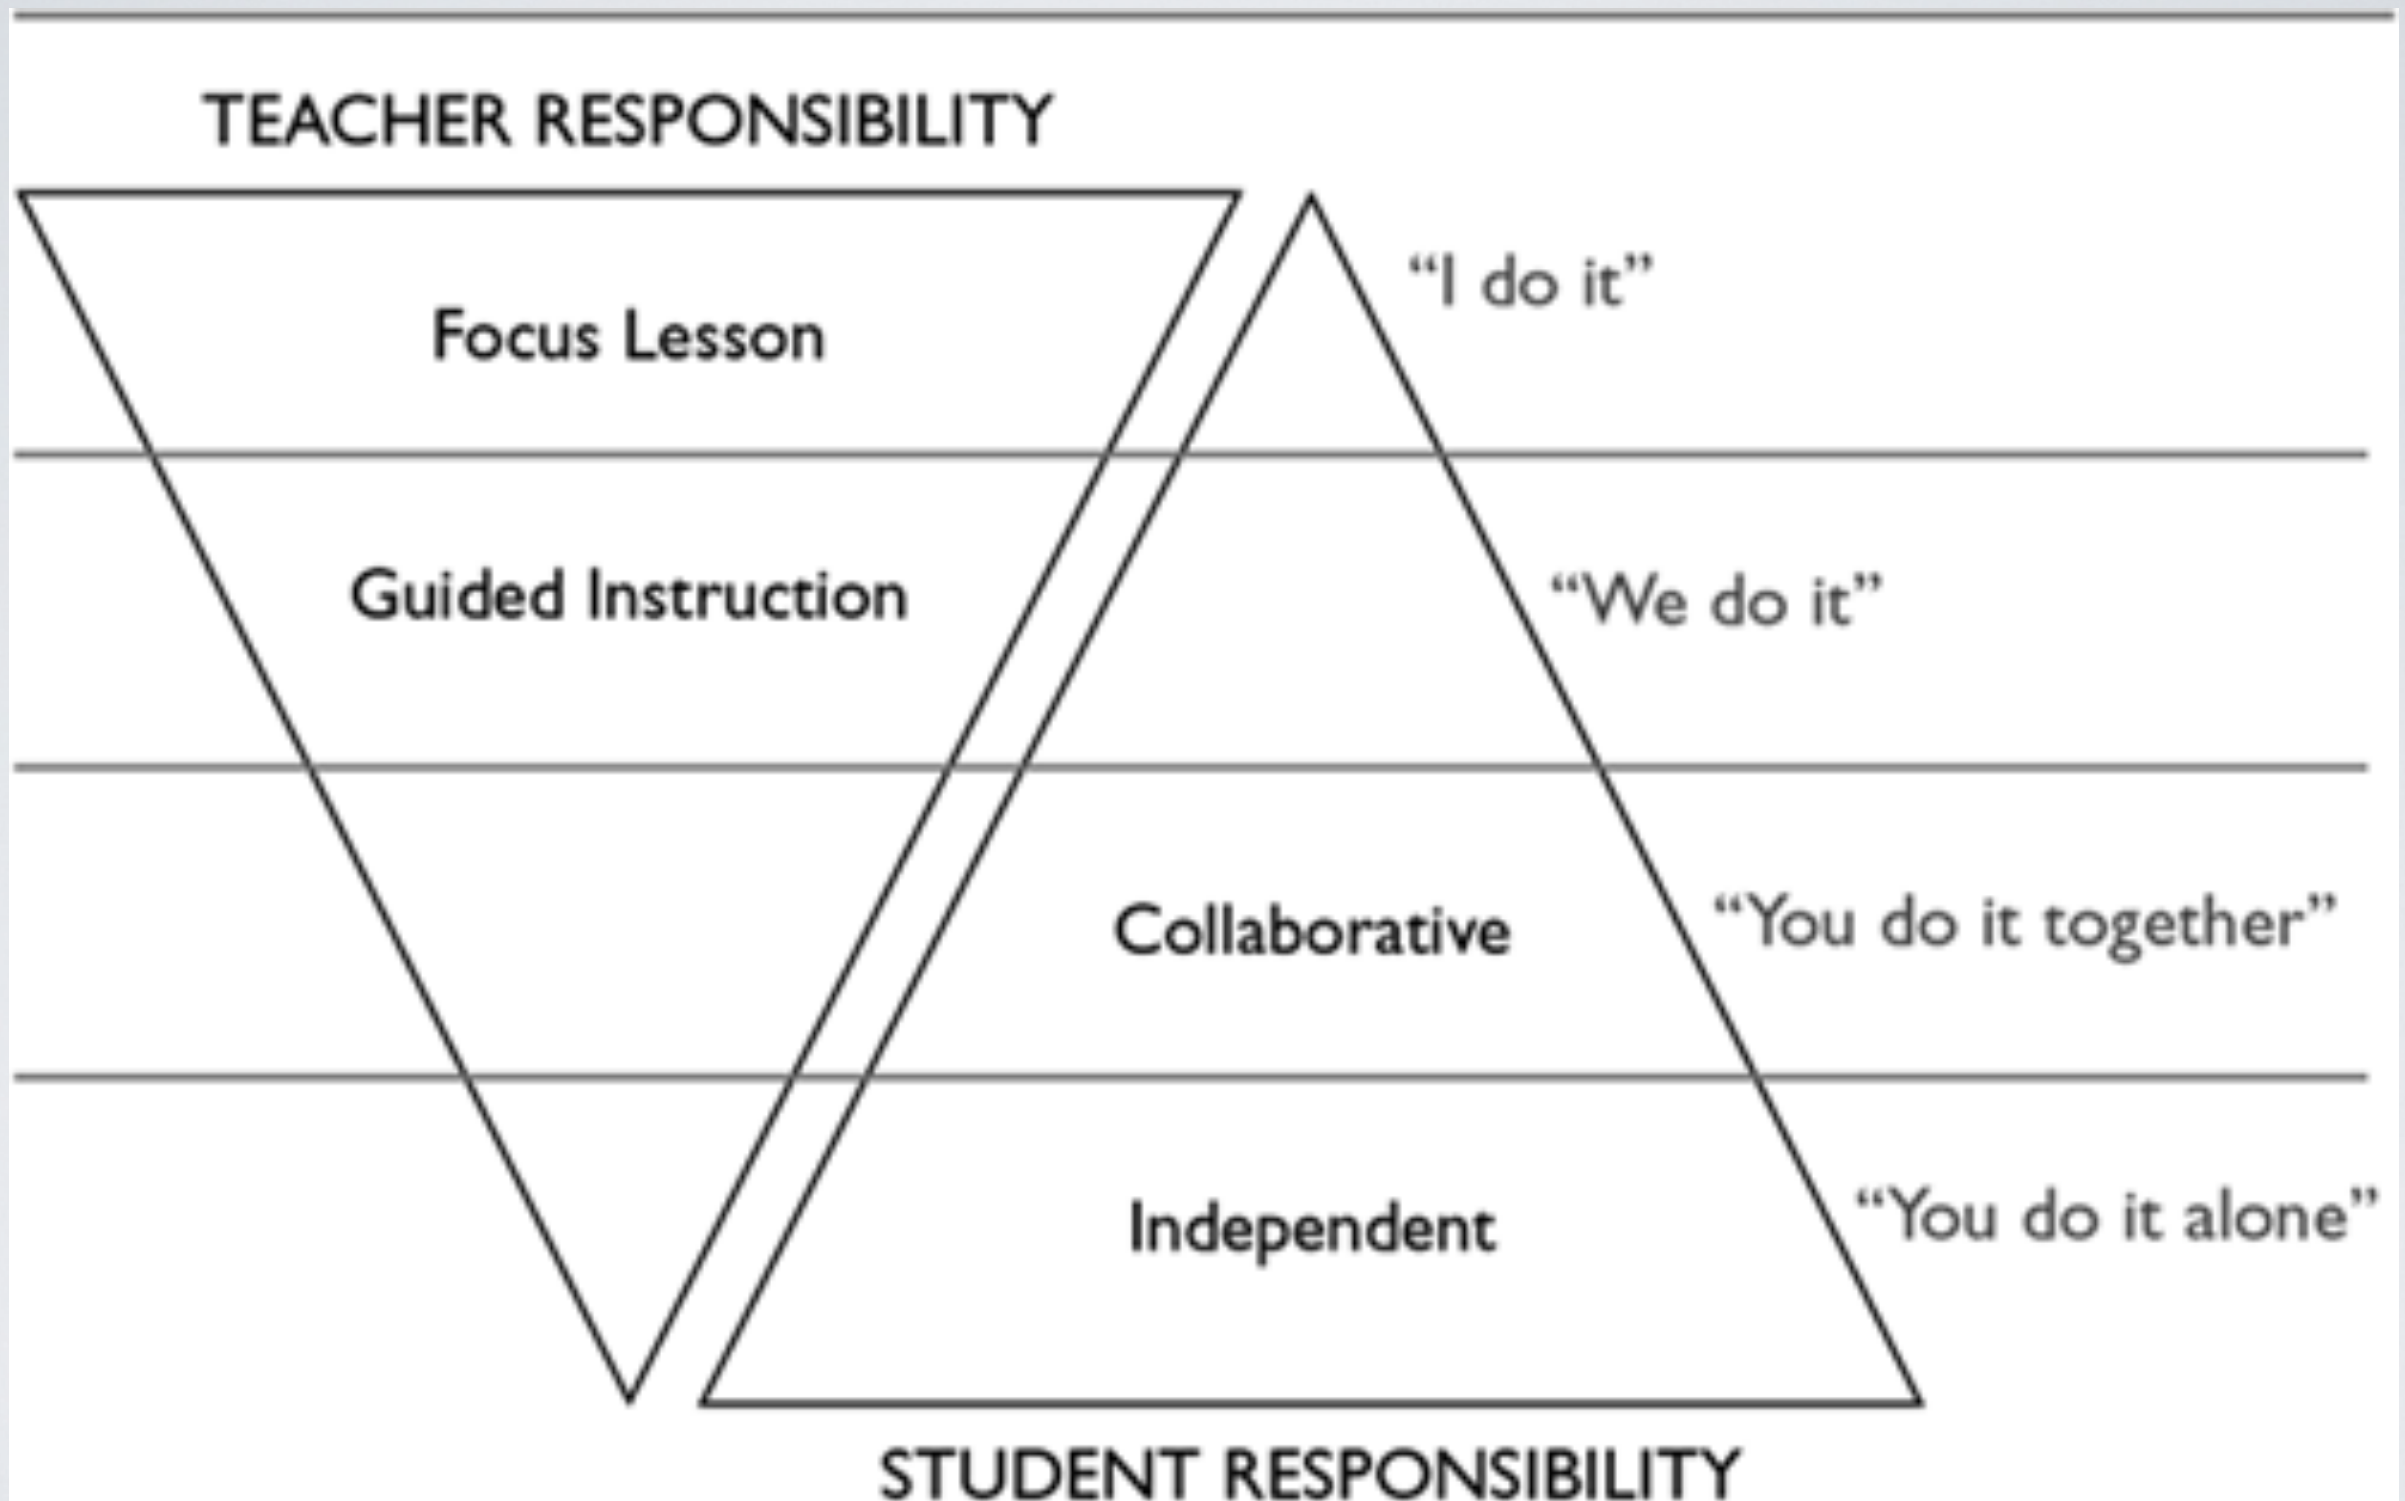 TEACHER RESPONSIBILITY
“I do it”
Focus Lesson
Guided Instruction
“We do it”
Collaborative
“You do it together”
Independent
“You do it alone”
STUDENT RESPONSIBILITY